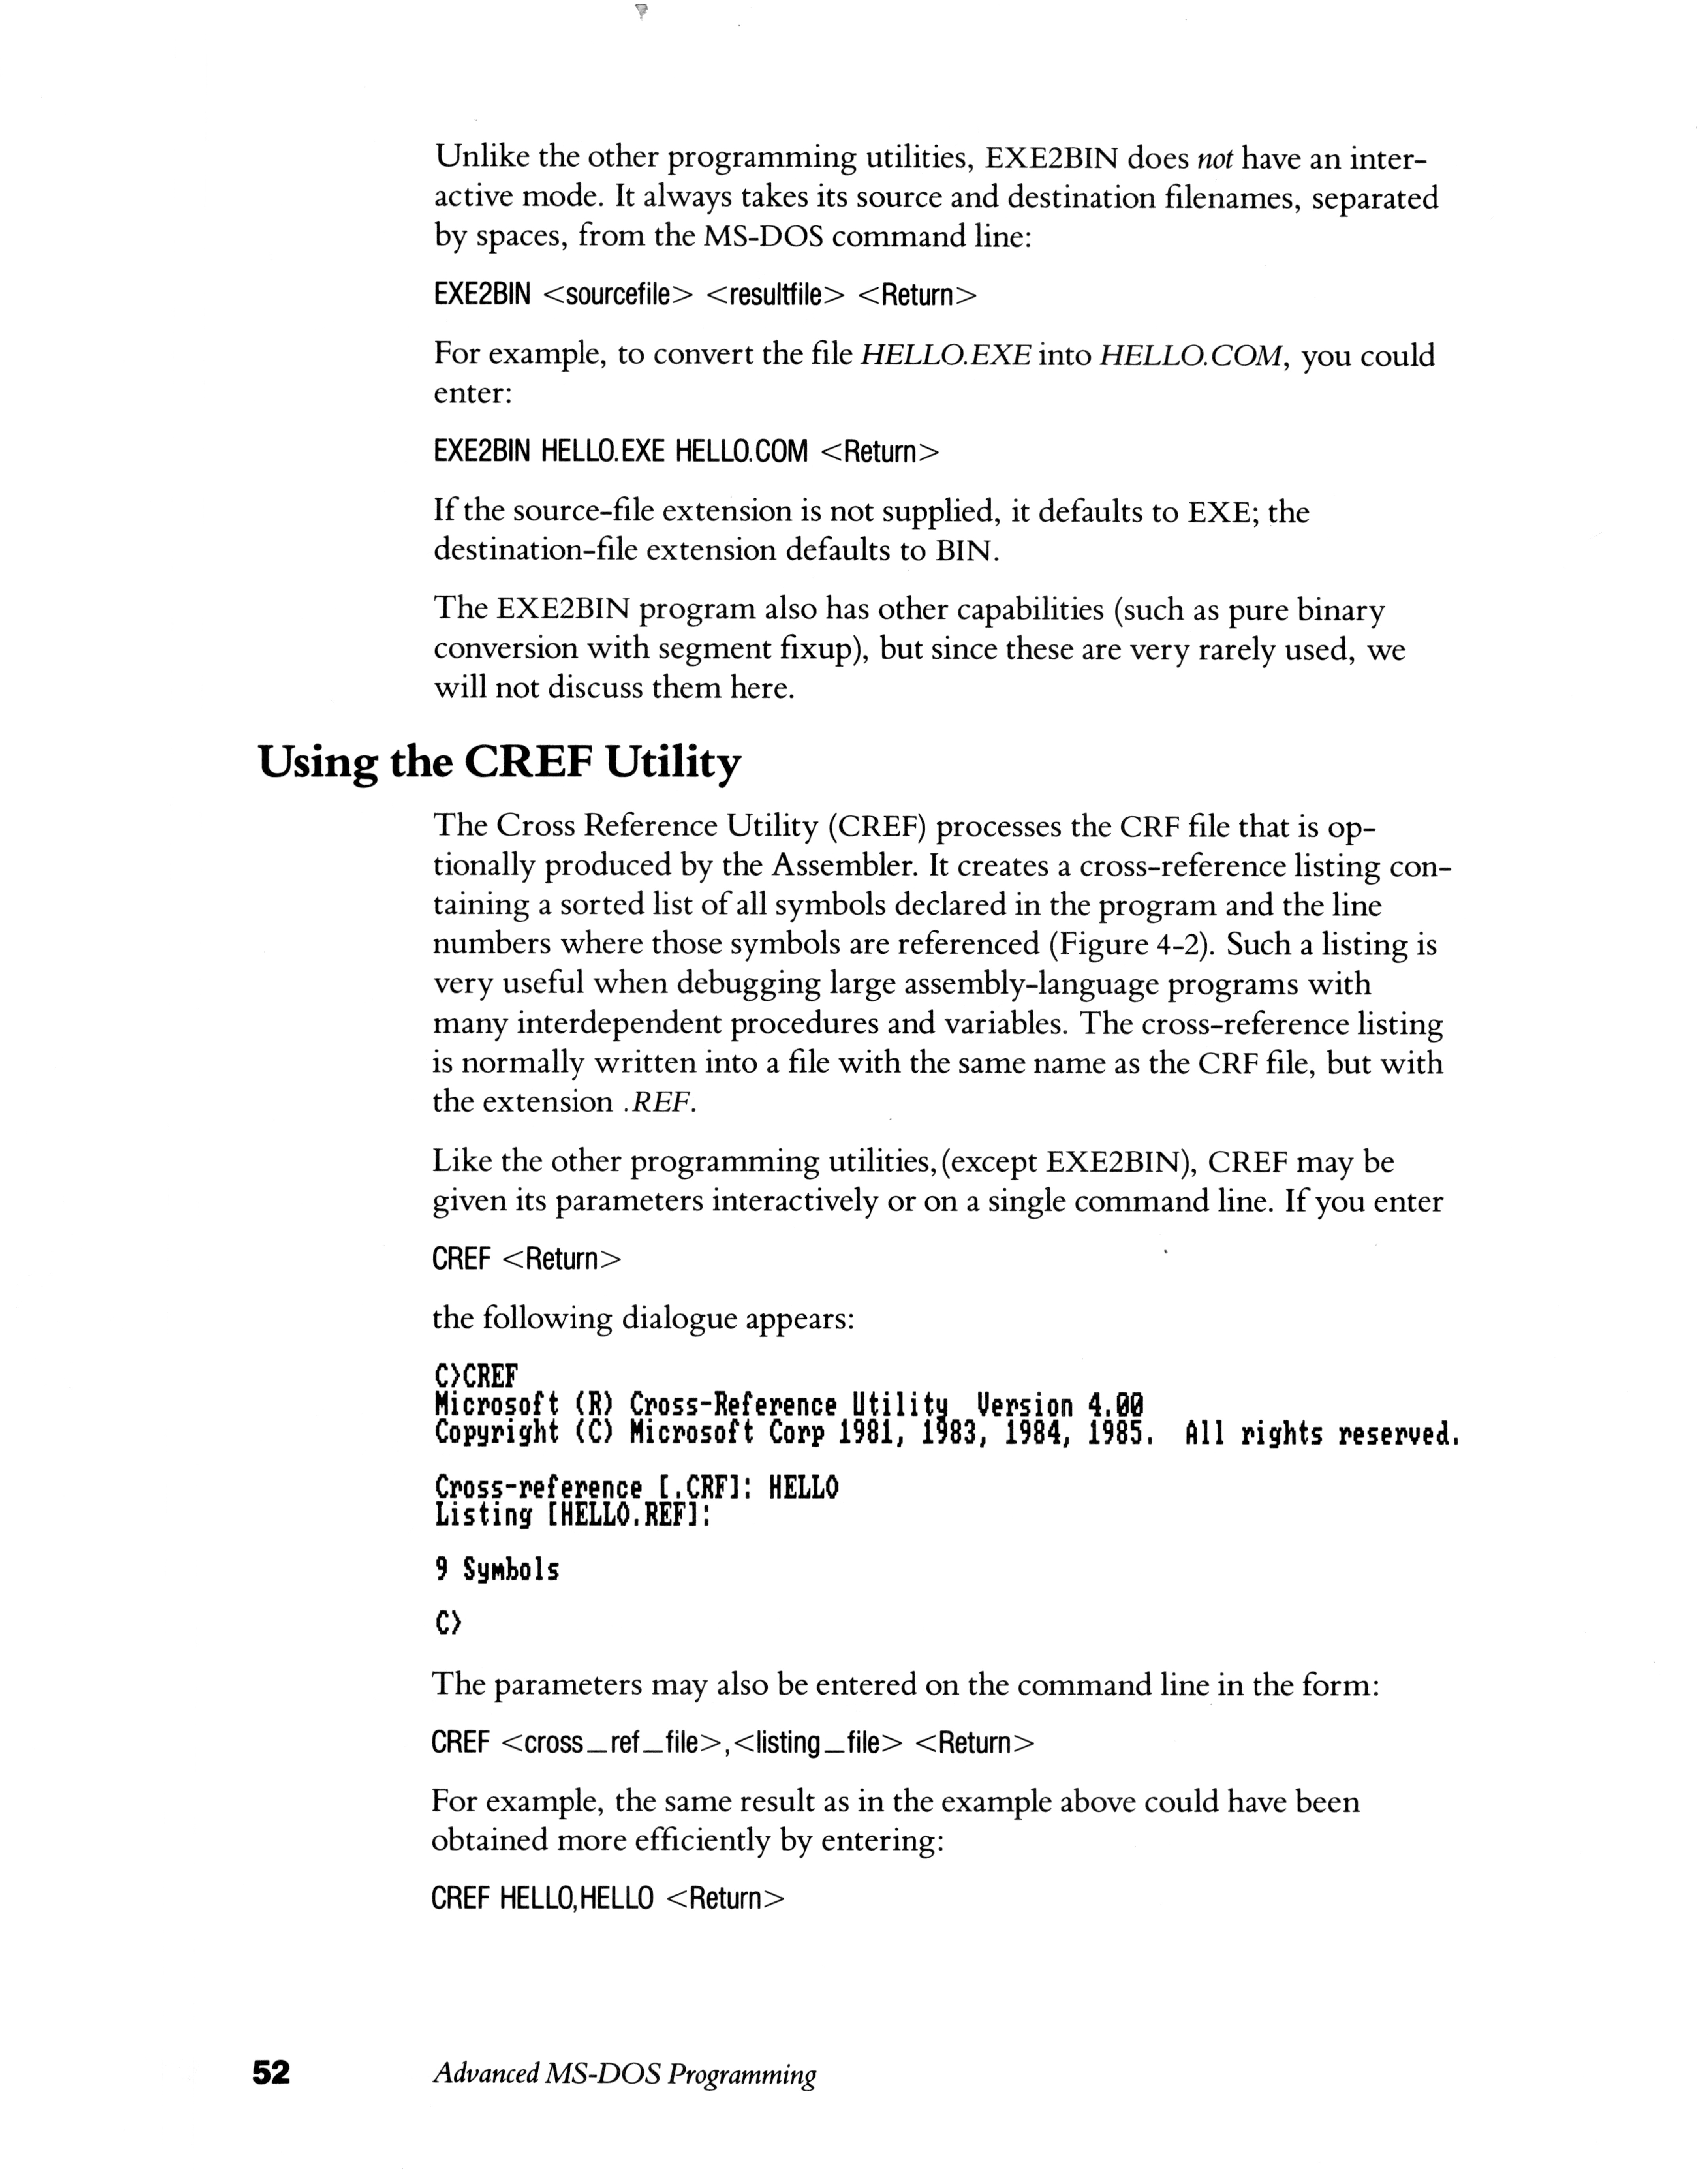 Unlike the other programming utilities, EXE2BIN does not have an inter-
active mode. It always takes its source and destination filenames, separated
by spaces, from the MS-DOS command line:
EXE2BIN <sourcefile> <resultfile> <Return>
For example, to convert the file HELLO.EXE into HELLO.COM, you could
enter:
EXE2BIN HELLO.EXE HELLO.COM <Return>
If the source-file extension is not supplied, it defaults to EXE; the
destination-file extension defaults to BIN.
The EXE2BIN program also has other capabilities (such as pure binary
conversion with segment fixup), but since these are very rarely used, we
will not discuss them here.
Using the CREF Utility
The Cross Reference Utility (CREF) processes the CRF file that is op-
tionally produced by the Assembler. It creates a cross-reference listing con-
taining a sorted list of all symbols declared in the program and the line
numbers where those symbols are referenced (Figure 4-2). Such a listing is
very useful when debugging large assembly-language programs with
many interdependent procedures and variables. The cross-reference listing
is normally written into a file with the same name as the CRF file, but with
the extension .REF.
Like the other programming utilities,(except EXE2BIN), CREF may be
given its parameters interactively or on a single command line. If you enter
CREF <Return>
the following dialogue appears:
C>CREF
Microsoft (R) Cross-Reference Utility  Version 4.00
Copyright (C) Microsoft Corp 1981, 1983, 1984, 1985.  All rights reserved.
Cross-reference [.CRF]: HELLO
Listing [HELLO.REF]:
9 Symbols
C>
The parameters may also be entered on the command line in the form:
CREF <cross_ref_file>,<listing_file> <Return>
For example, the same result as in the example above could have been
obtained more efficiently by entering:
CREF HELLO,HELLO <Return>
52 Advanced MS-DOS Programming